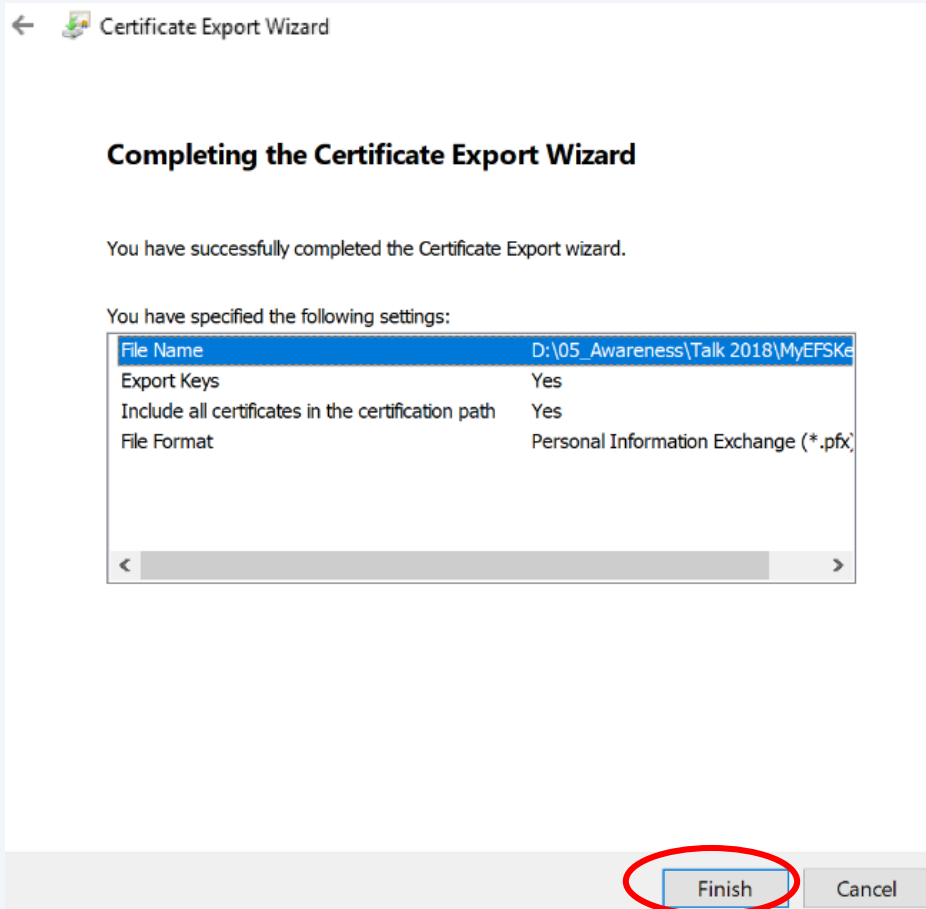 Certificate Export Wizard
Completing the Certificate Export Wizard
You have successfully completed the Certificate Export wizard.
You have specified the following settings:
File Name D:\05_Awareness\Talk 2018\MyEFSKe
Export Keys Yes
Include all certificates in the certification path Yes
File Format Personal Information Exchange (*.pfx)
Finish Cancel